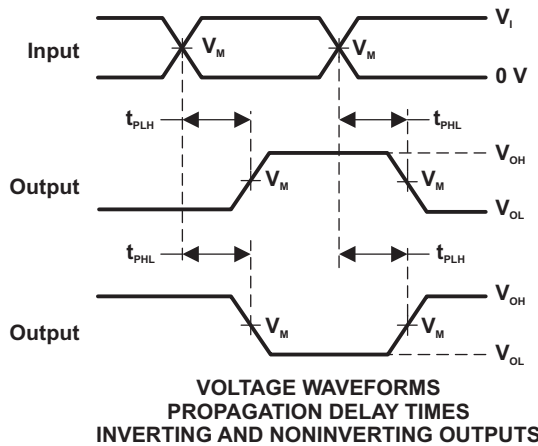 V_I
Input
V_M
V_M
0 V
t_PLH
t_PHL
V_OH
Output
V_M
V_M
V_OL
t_PHL
t_PLH
V_OH
Output
V_M
V_M
V_OL
VOLTAGE WAVEFORMS
PROPAGATION DELAY TIMES
INVERTING AND NONINVERTING OUTPUTS